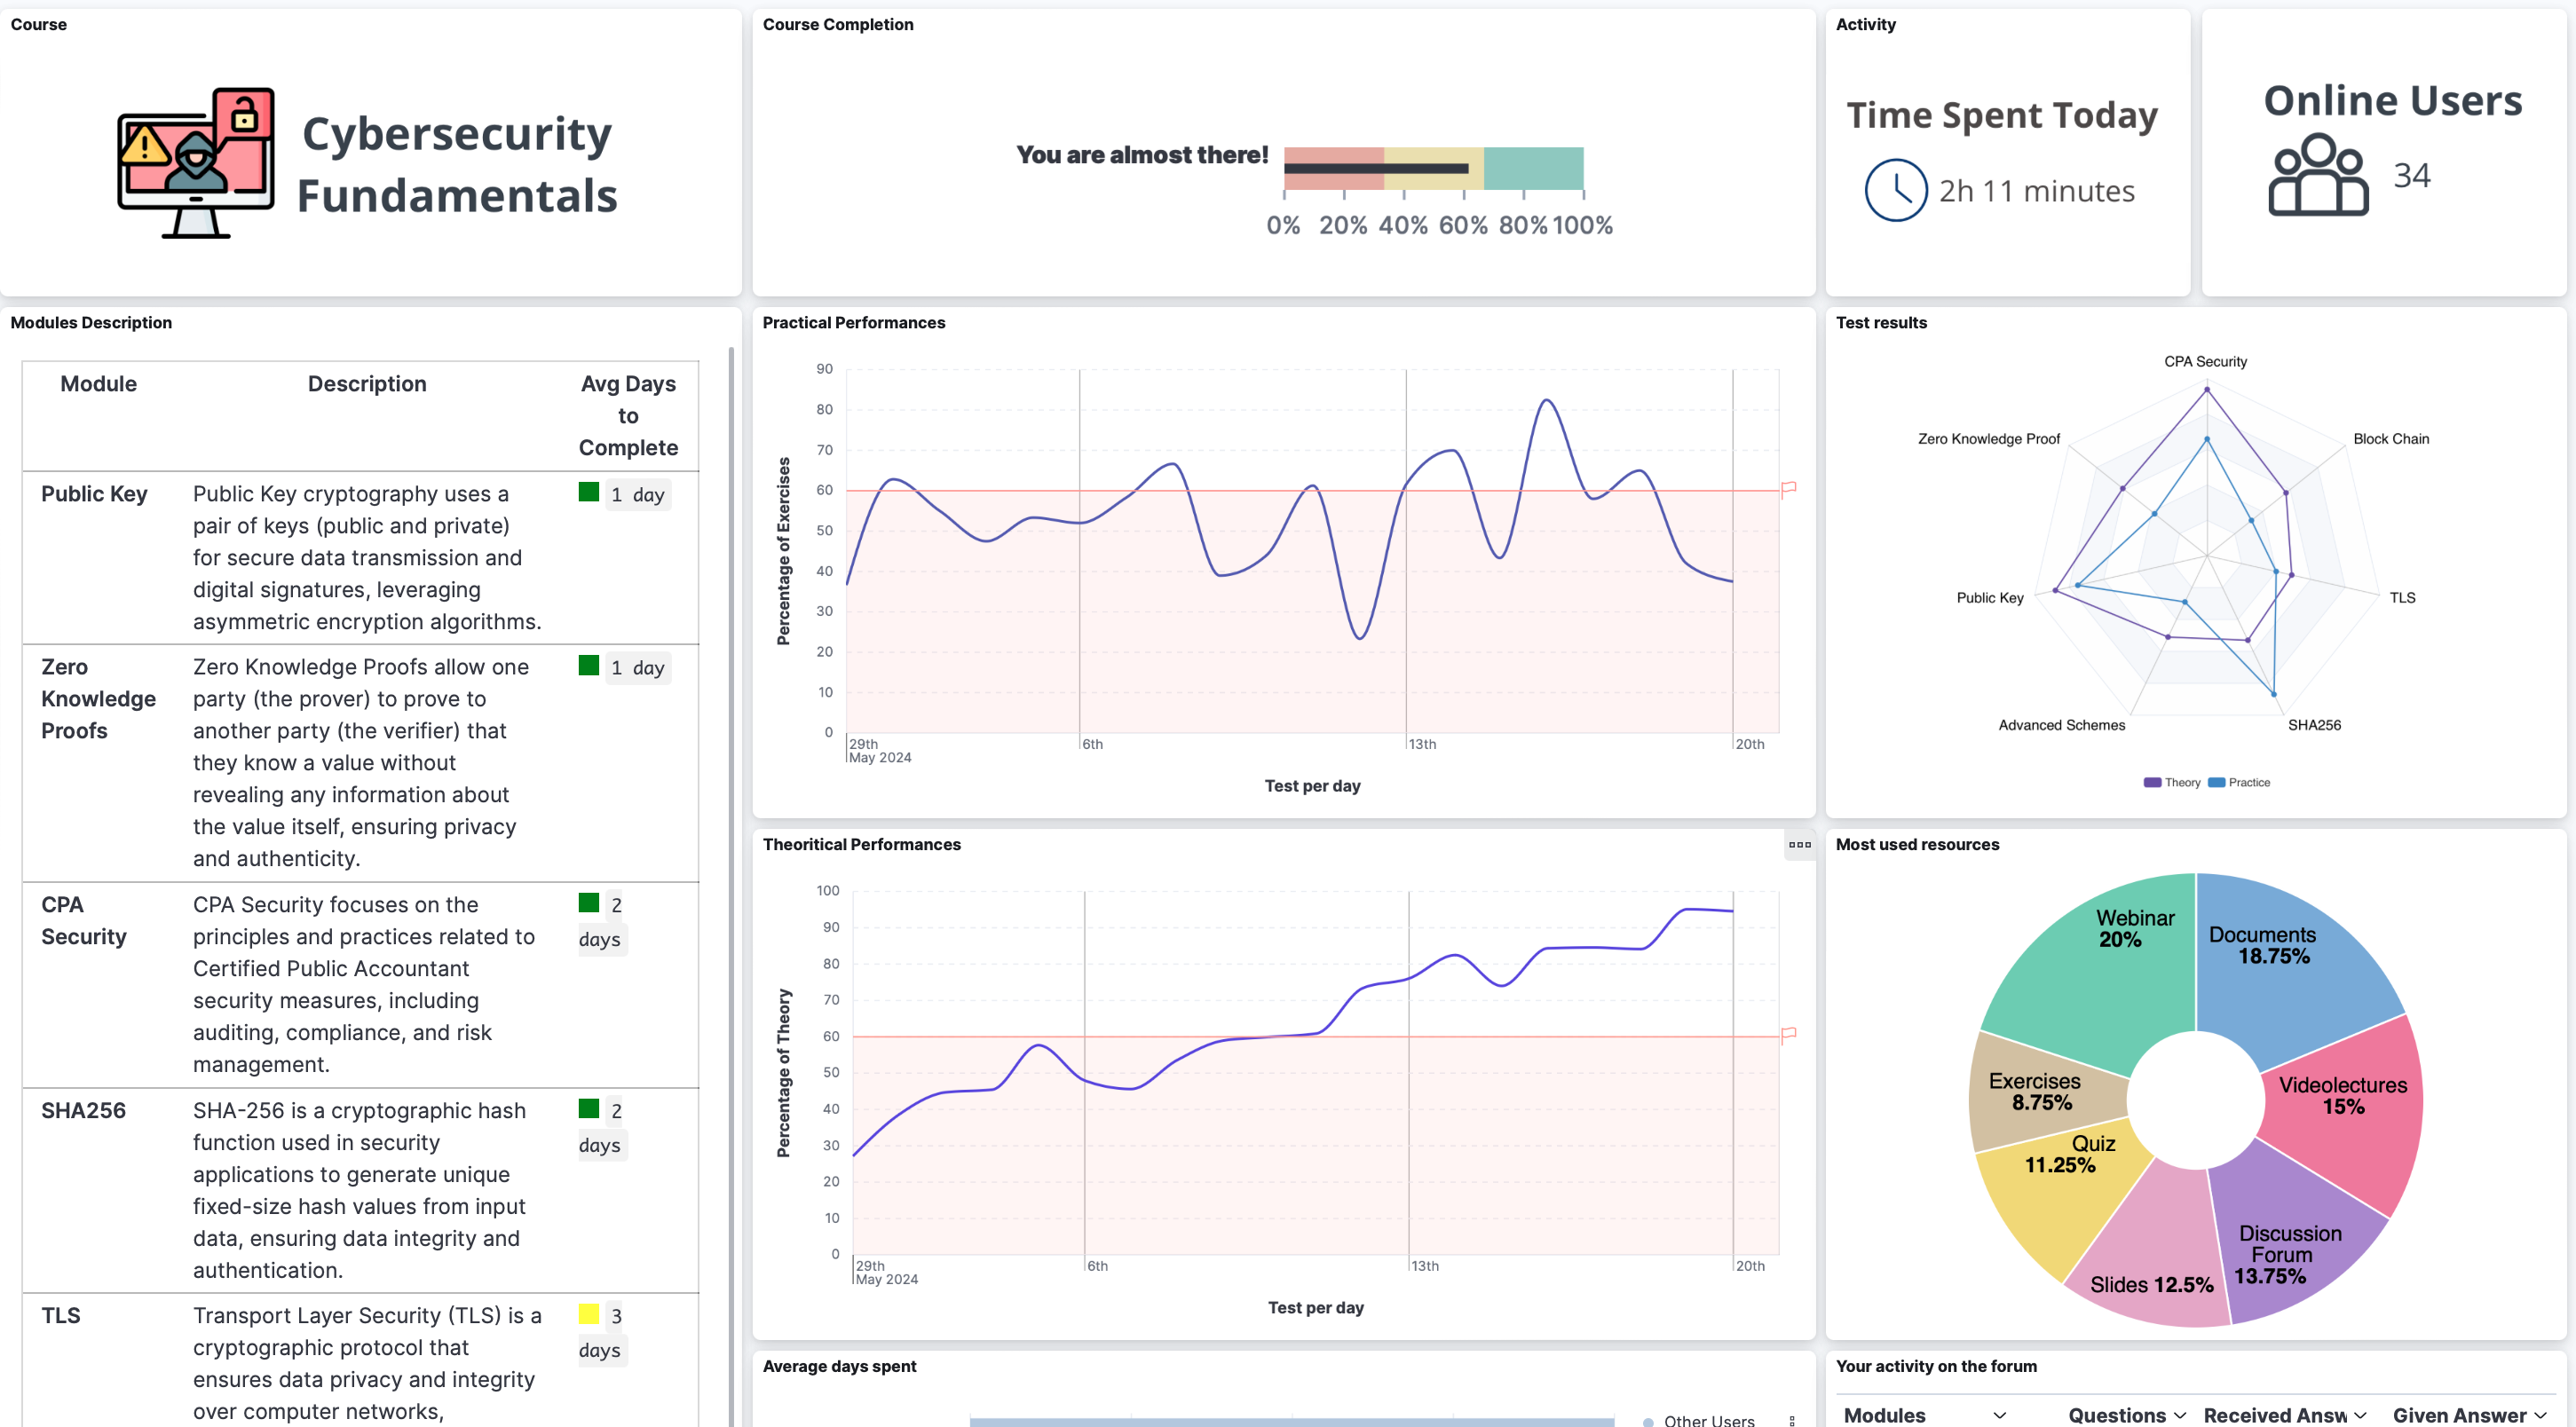 Course
Cybersecurity
Fundamentals
Course Completion
You are almost there!
0% 20% 40% 60% 80% 100%
Activity
Time Spent Today
2h 11 minutes
Online Users
34
Modules Description
Module Description Avg Days
to
Complete
Public Key
Public Key cryptography uses a
pair of keys (public and private)
for secure data transmission and
digital signatures, leveraging
asymmetric encryption algorithms.
1 day
Zero
Knowledge
Proofs
Zero Knowledge Proofs allow one
party (the prover) to prove to
another party (the verifier) that
they know a value without
revealing any information about
the value itself, ensuring privacy
and authenticity.
1 day
CPA
Security
CPA Security focuses on the
principles and practices related to
Certified Public Accountant
security measures, including
auditing, compliance, and risk
management.
2
days
SHA256
SHA-256 is a cryptographic hash
function used in security
applications to generate unique
fixed-size hash values from input
data, ensuring data integrity and
authentication.
2
days
TLS
Transport Layer Security (TLS) is a
cryptographic protocol that
ensures data privacy and integrity
over computer networks,
3
days
Practical Performances
Percentage of Exercises
90
80
70
60
50
40
30
20
10
0
29th
May 2024
6th
13th
20th
Test per day
Theoritical Performances
Percentage of Theory
100
90
80
70
60
50
40
30
20
10
0
29th
May 2024
6th
13th
20th
Test per day
Average days spent
Other Users
Test results
CPA Security
Block Chain
TLS
SHA256
Advanced Schemes
Public Key
Zero Knowledge Proof
Theory Practice
Most used resources
Webinar
20%
Documents
18.75%
Videolectures
15%
Discussion
Forum
13.75%
Slides 12.5%
Quiz
11.25%
Exercises
8.75%
Your activity on the forum
Modules Questions Received Answ Given Answer